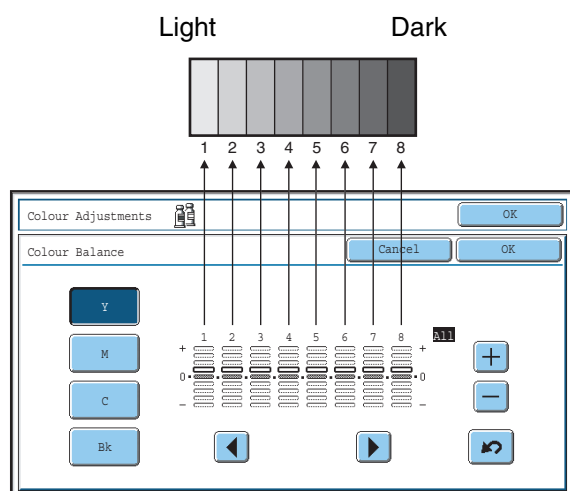 Light Dark
1 2 3 4 5 6 7 8
Colour Adjustments OK
Colour Balance Cancel OK
Y
1 2 3 4 5 6 7 8 All
+ +
M
0 0
C
– –
Bk